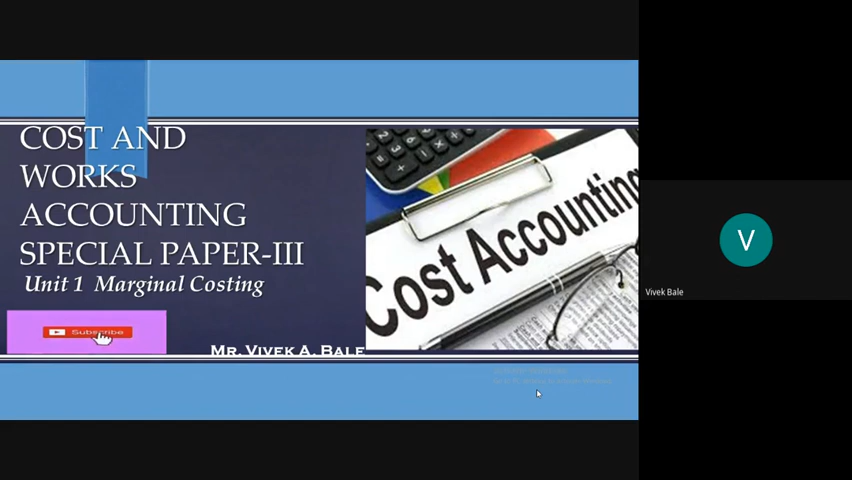 COST AND
WORKS
ACCOUNTING
SPECIAL PAPER-III
Unit 1 Marginal Costing
Subscribe
MR. VIVEK A. BALE
Cost Accounting
V
Vivek Bale